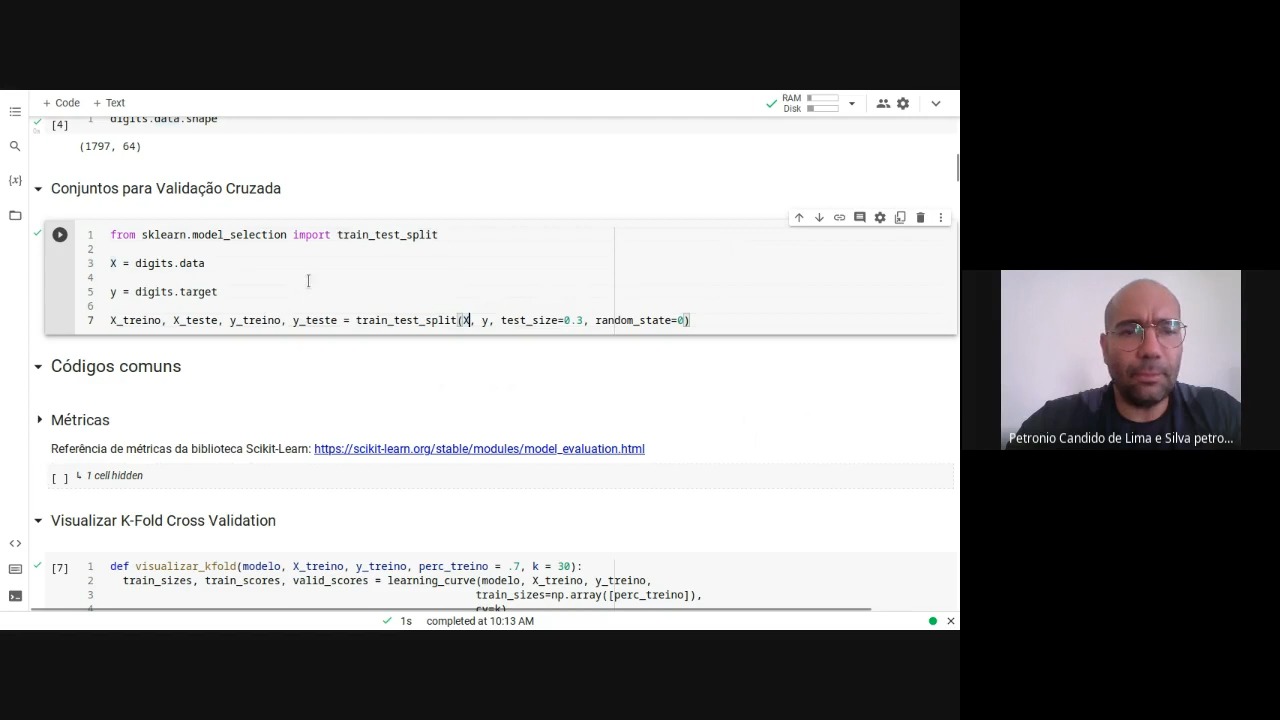 + Code + Text
RAM
Disk
[4] 1 digits.data.shape
(1797, 64)
Conjuntos para Validação Cruzada
1 from sklearn.model_selection import train_test_split
2
3 X = digits.data
4
5 y = digits.target
6
7 X_treino, X_teste, y_treino, y_teste = train_test_split(X, y, test_size=0.3, random_state=0)
Códigos comuns
Métricas
Referência de métricas da biblioteca Scikit-Learn: https://scikit-learn.org/stable/modules/model_evaluation.html
[ ] ↳ 1 cell hidden
Visualizar K-Fold Cross Validation
[7] 1 def visualizar_kfold(modelo, X_treino, y_treino, perc_treino = .7, k = 30):
2 train_sizes, train_scores, valid_scores = learning_curve(modelo, X_treino, y_treino,
3 train_sizes=np.array([perc_treino]),
4 cv=k)
1s completed at 10:13 AM
Petronio Candido de Lima e Silva petro...